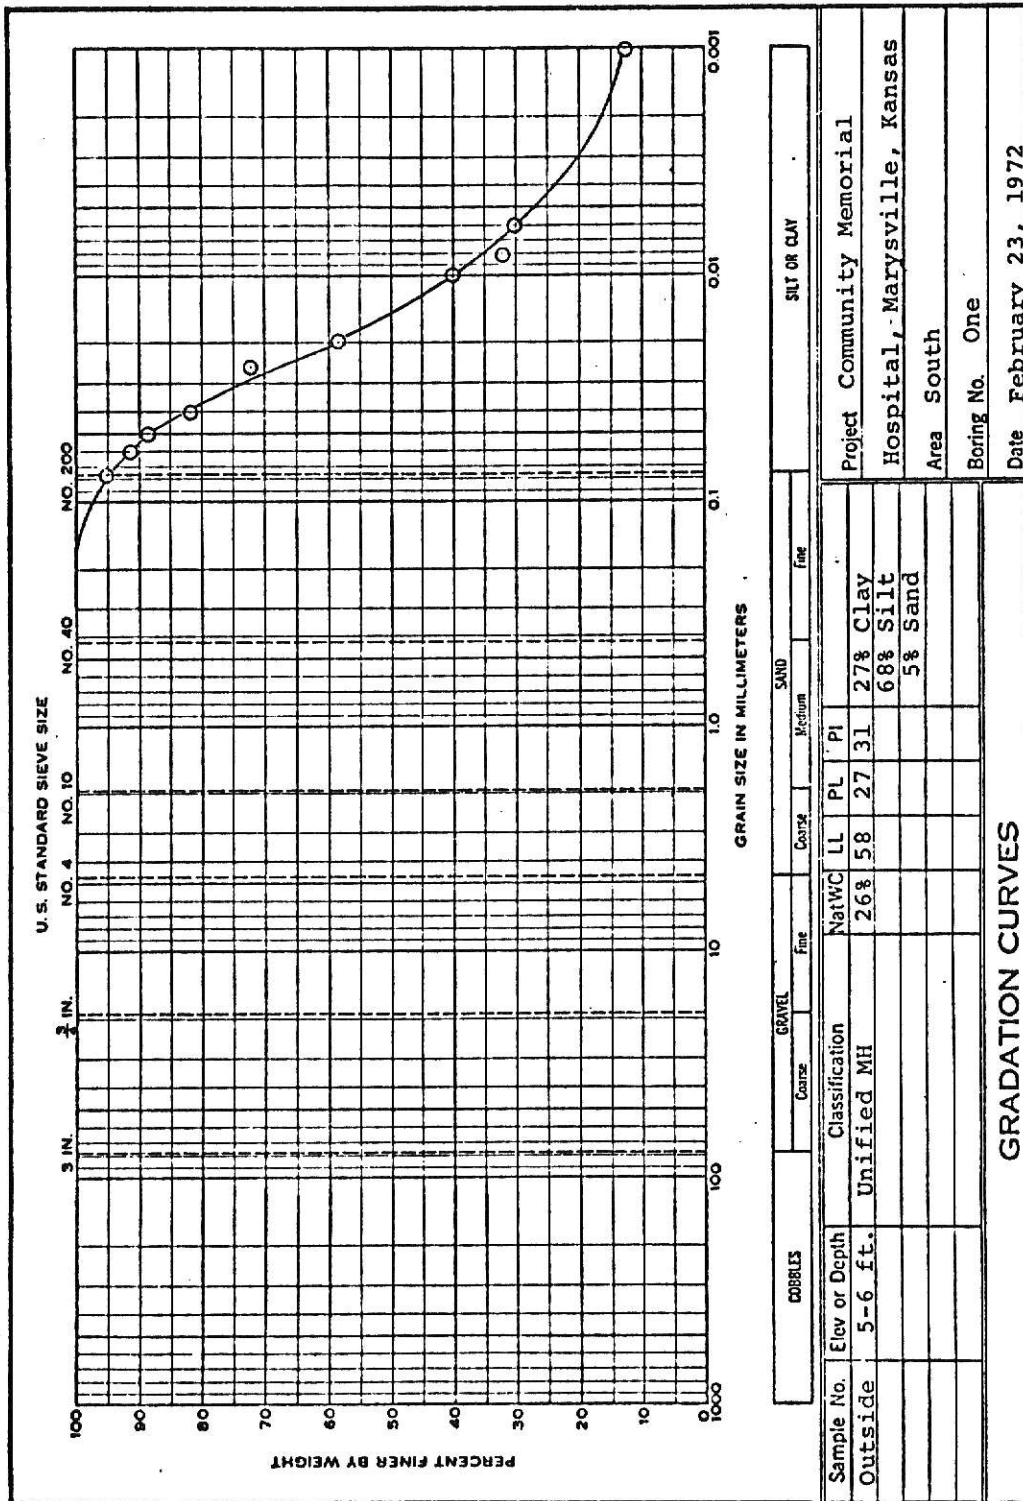 U.S. STANDARD SIEVE SIZE
3 IN. 3/4 IN. NO. 4 NO. 10 NO. 40 NO. 200
PERCENT FINER BY WEIGHT
100
90
80
70
60
50
40
30
20
10
0
1000 100 10 1.0 0.1 0.01 0.001
GRAIN SIZE IN MILLIMETERS
COBBLES GRAVEL SAND SILT OR CLAY
Coarse Fine Coarse Medium Fine
Sample No. Elev or Depth Classification NatWC LL PL PI
Outside 5-6 ft. Unified MH 26% 58 27 31 27% Clay
68% Silt
5% Sand
Project Community Memorial
Hospital, Marysville, Kansas
Area South
Boring No. One
Date February 23, 1972
GRADATION CURVES